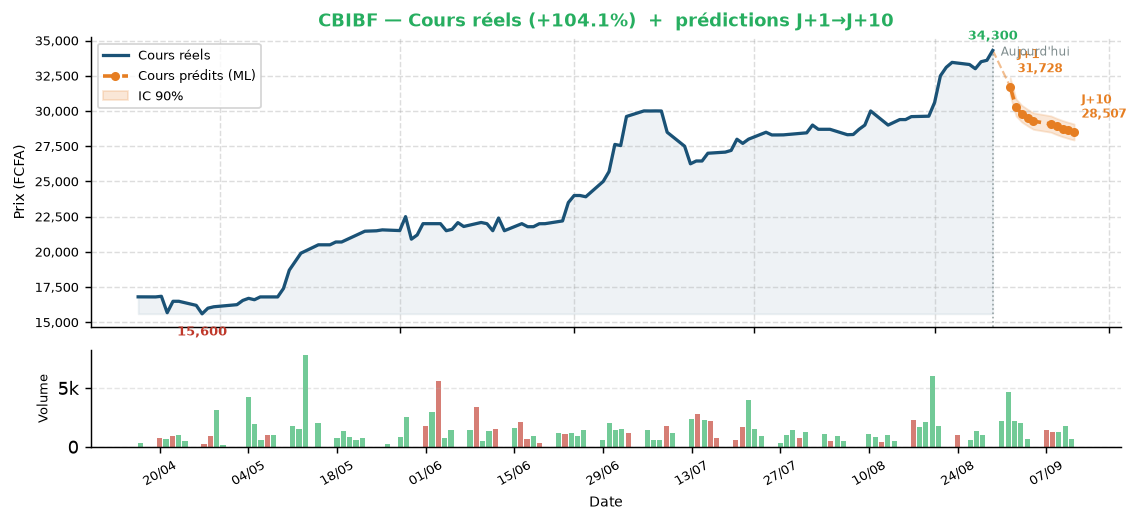 CBIBF — Cours réels (+104.1%)  +  prédictions J+1→J+10
34,300
Cours réels
Cours prédits (ML)
IC 90%
Aujourd'hui
J+1
31,728
J+10
28,507
15,600
Prix (FCFA)
35,000
32,500
30,000
27,500
25,000
22,500
20,000
17,500
15,000
Volume
5k
0
20/04
04/05
18/05
01/06
15/06
29/06
13/07
27/07
10/08
24/08
07/09
Date